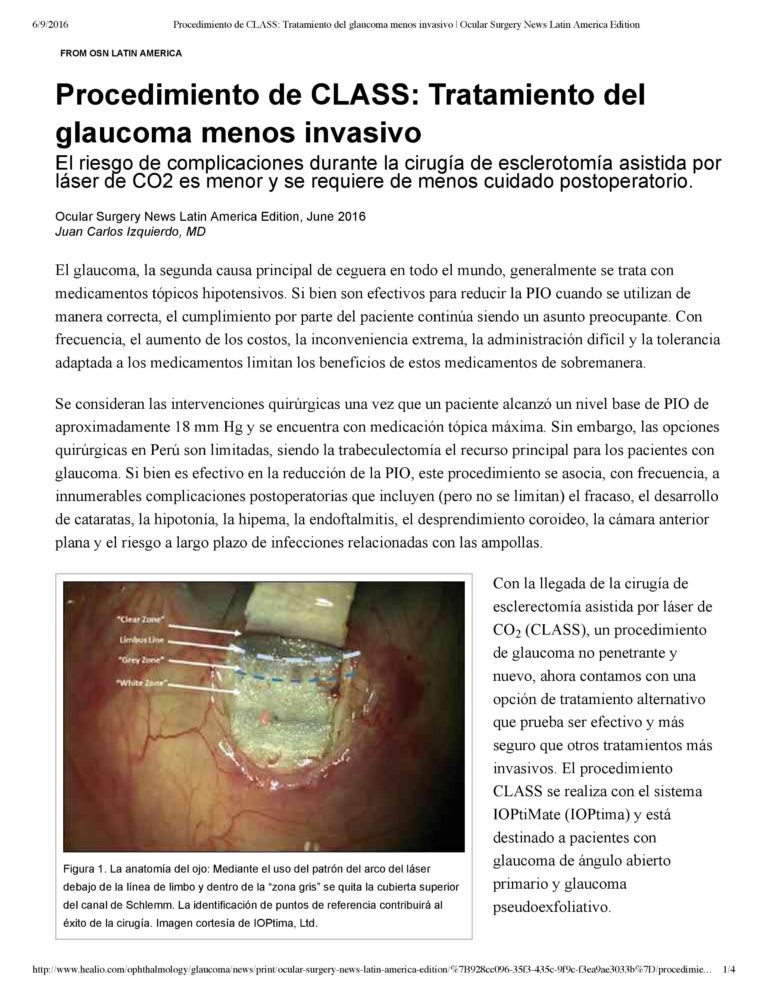 6/9/2016 Procedimiento de CLASS: Tratamiento del glaucoma menos invasivo | Ocular Surgery News Latin America Edition
FROM OSN LATIN AMERICA
Procedimiento de CLASS: Tratamiento del
glaucoma menos invasivo
El riesgo de complicaciones durante la cirugía de esclerotomía asistida por
láser de CO2 es menor y se requiere de menos cuidado postoperatorio.
Ocular Surgery News Latin America Edition, June 2016
Juan Carlos Izquierdo, MD
El glaucoma, la segunda causa principal de ceguera en todo el mundo, generalmente se trata con
medicamentos tópicos hipotensivos. Si bien son efectivos para reducir la PIO cuando se utilizan de
manera correcta, el cumplimiento por parte del paciente continúa siendo un asunto preocupante. Con
frecuencia, el aumento de los costos, la inconveniencia extrema, la administración difícil y la tolerancia
adaptada a los medicamentos limitan los beneficios de estos medicamentos de sobremanera.
Se consideran las intervenciones quirúrgicas una vez que un paciente alcanzó un nivel base de PIO de
aproximadamente 18 mm Hg y se encuentra con medicación tópica máxima. Sin embargo, las opciones
quirúrgicas en Perú son limitadas, siendo la trabeculectomía el recurso principal para los pacientes con
glaucoma. Si bien es efectivo en la reducción de la PIO, este procedimiento se asocia, con frecuencia, a
innumerables complicaciones postoperatorias que incluyen (pero no se limitan) el fracaso, el desarrollo
de cataratas, la hipotonía, la hipema, la endoftalmitis, el desprendimiento coroideo, la cámara anterior
plana y el riesgo a largo plazo de infecciones relacionadas con las ampollas.
"Clear Zone"
Limbus Line
"Grey Zone"
"White Zone"
Figura 1. La anatomía del ojo: Mediante el uso del patrón del arco del láser
debajo de la línea de limbo y dentro de la "zona gris" se quita la cubierta superior
del canal de Schlemm. La identificación de puntos de referencia contribuirá al
éxito de la cirugía. Imagen cortesía de IOPtima, Ltd.
Con la llegada de la cirugía de
esclerectomía asistida por láser de
CO2 (CLASS), un procedimiento
de glaucoma no penetrante y
nuevo, ahora contamos con una
opción de tratamiento alternativo
que prueba ser efectivo y más
seguro que otros tratamientos más
invasivos. El procedimiento
CLASS se realiza con el sistema
IOPtiMate (IOPtima) y está
destinado a pacientes con
glaucoma de ángulo abierto
primario y glaucoma
pseudoexfoliativo.
http://www.healio.com/ophthalmology/glaucoma/news/print/ocular-surgery-news-latin-america-edition/%7B928cc096-35f3-435c-9f9c-f3ea9ae3033b%7D/procedimie... 1/4